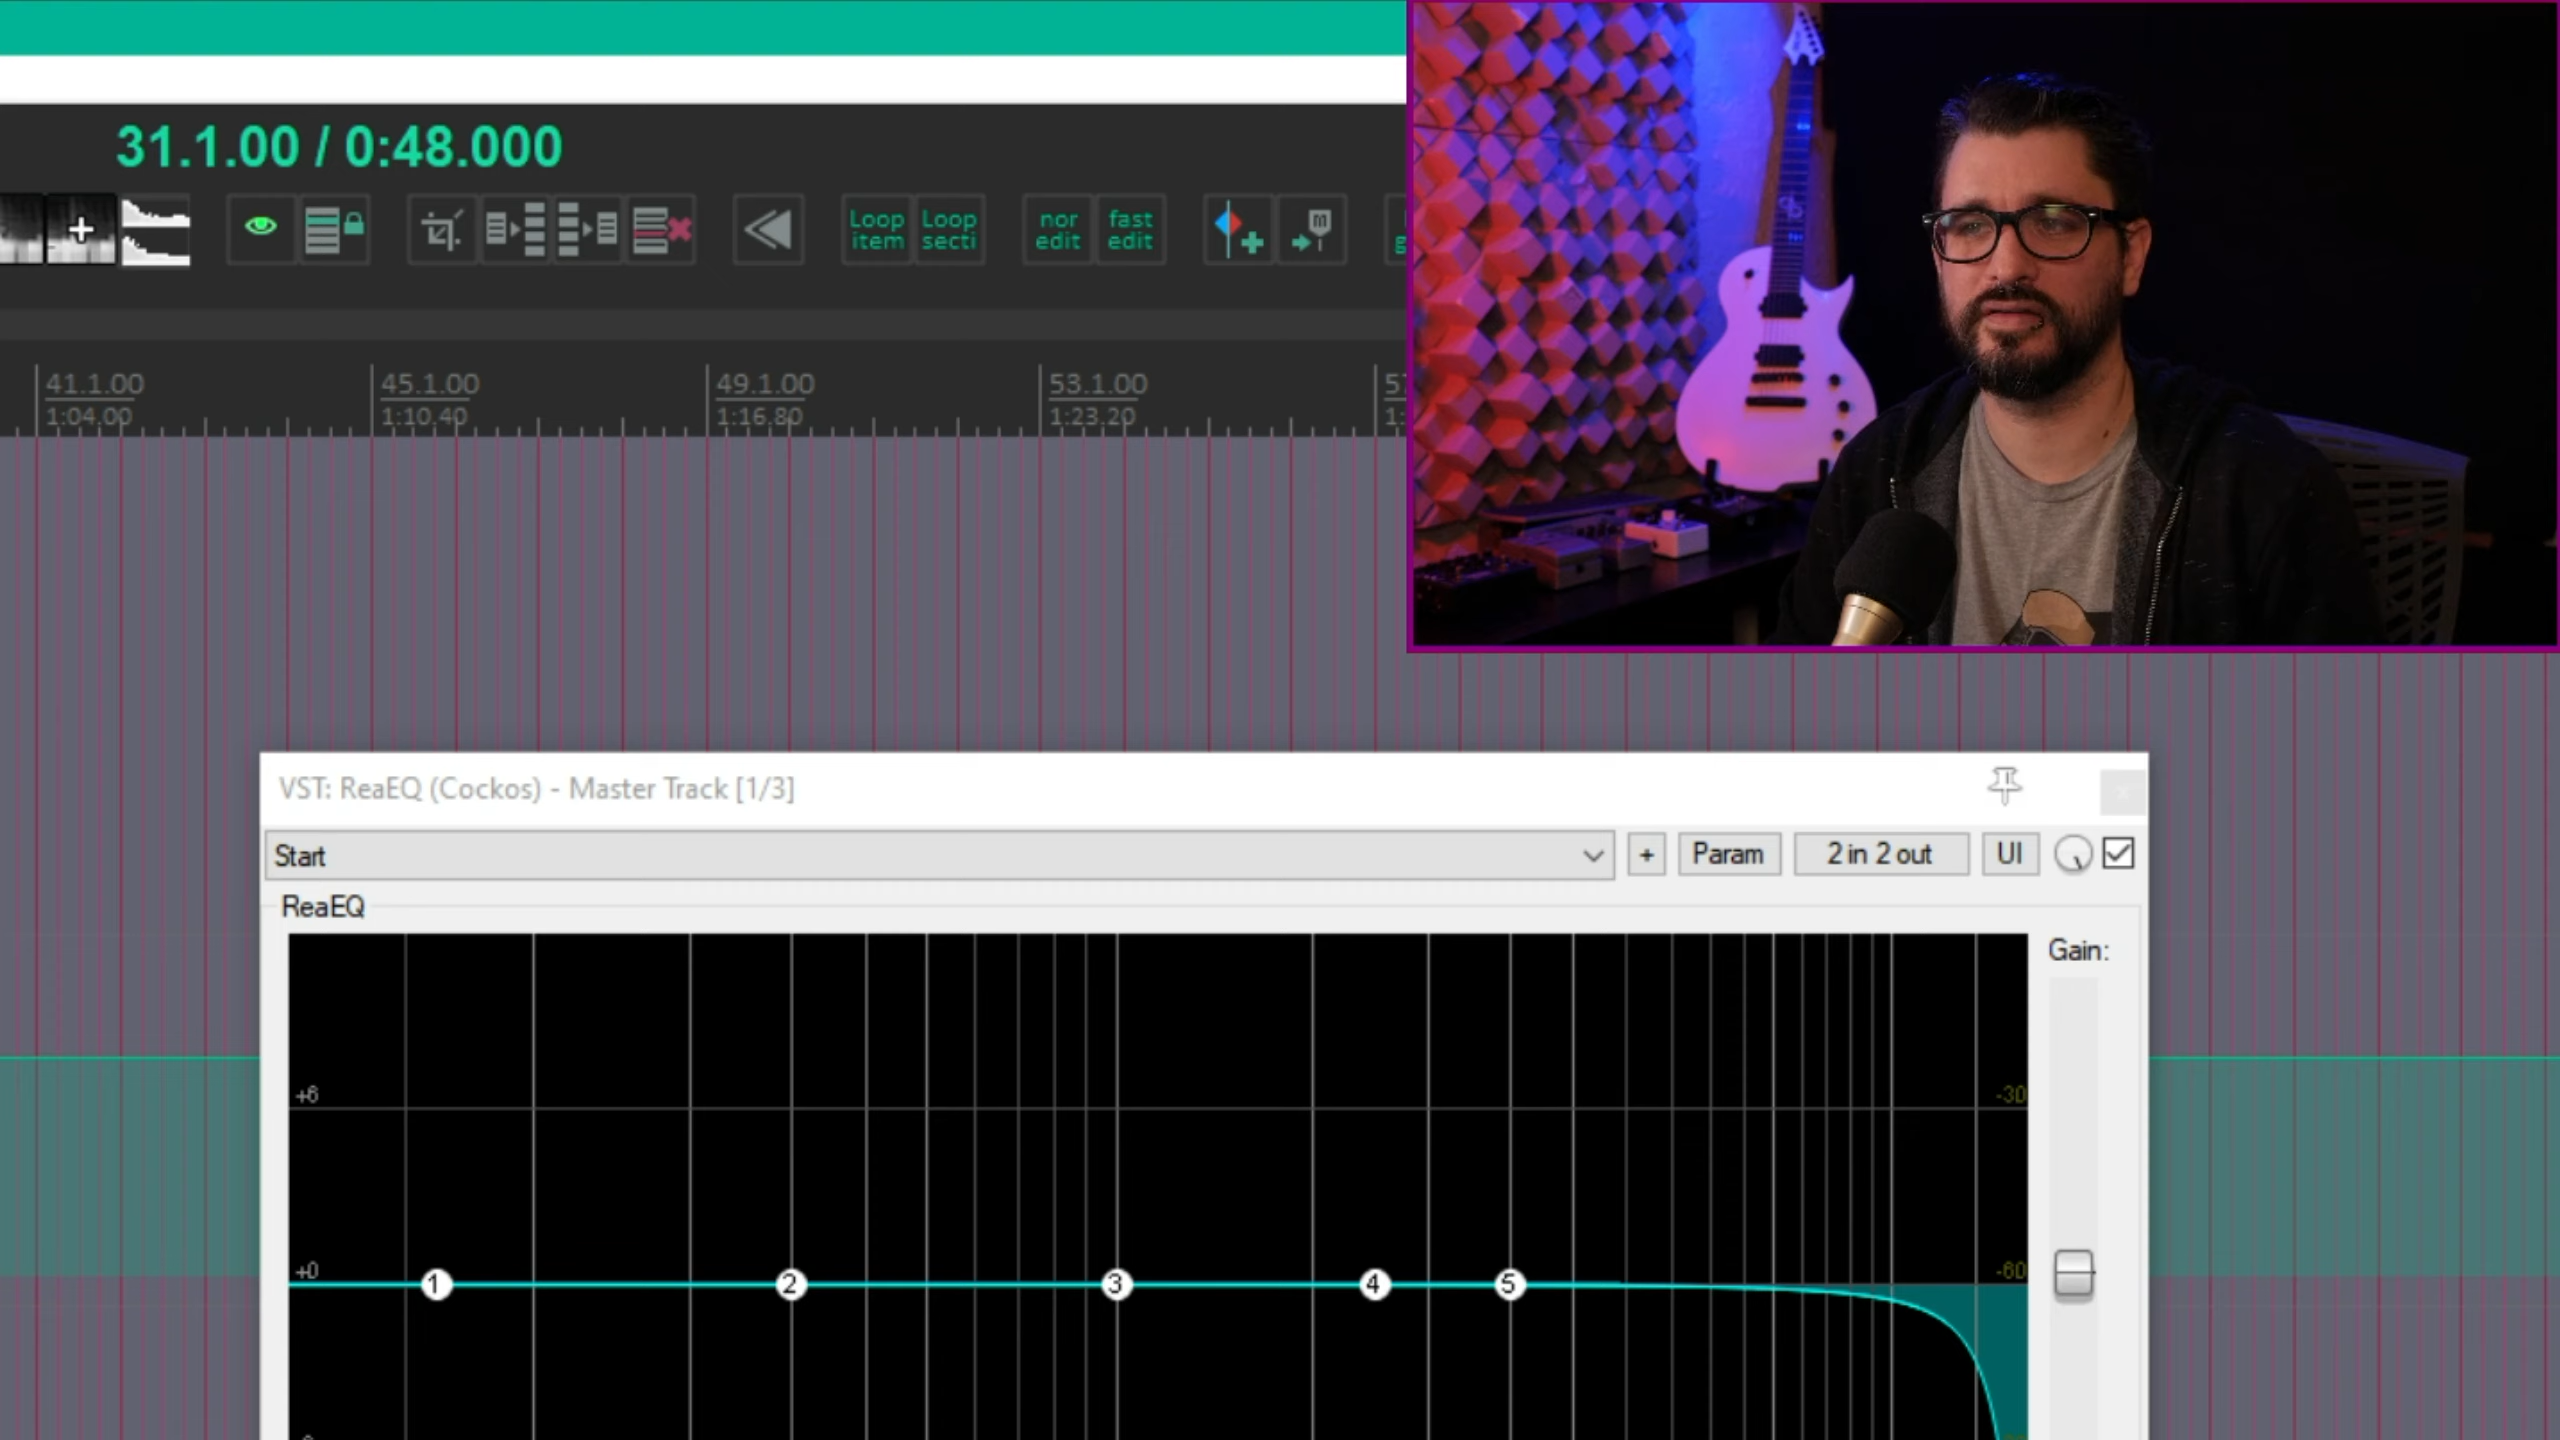 31.1.00 / 0:48.000
Loop item
Loop secti
nor edit
fast edit
m
41.1.00
1:04.00
45.1.00
1:10.40
49.1.00
1:16.80
53.1.00
1:23.20
57
1:
VST: ReaEQ (Cockos) - Master Track [1/3]
Start
+
Param
2 in 2 out
UI
ReaEQ
Gain:
+6
-30
+0
-60
1
2
3
4
5